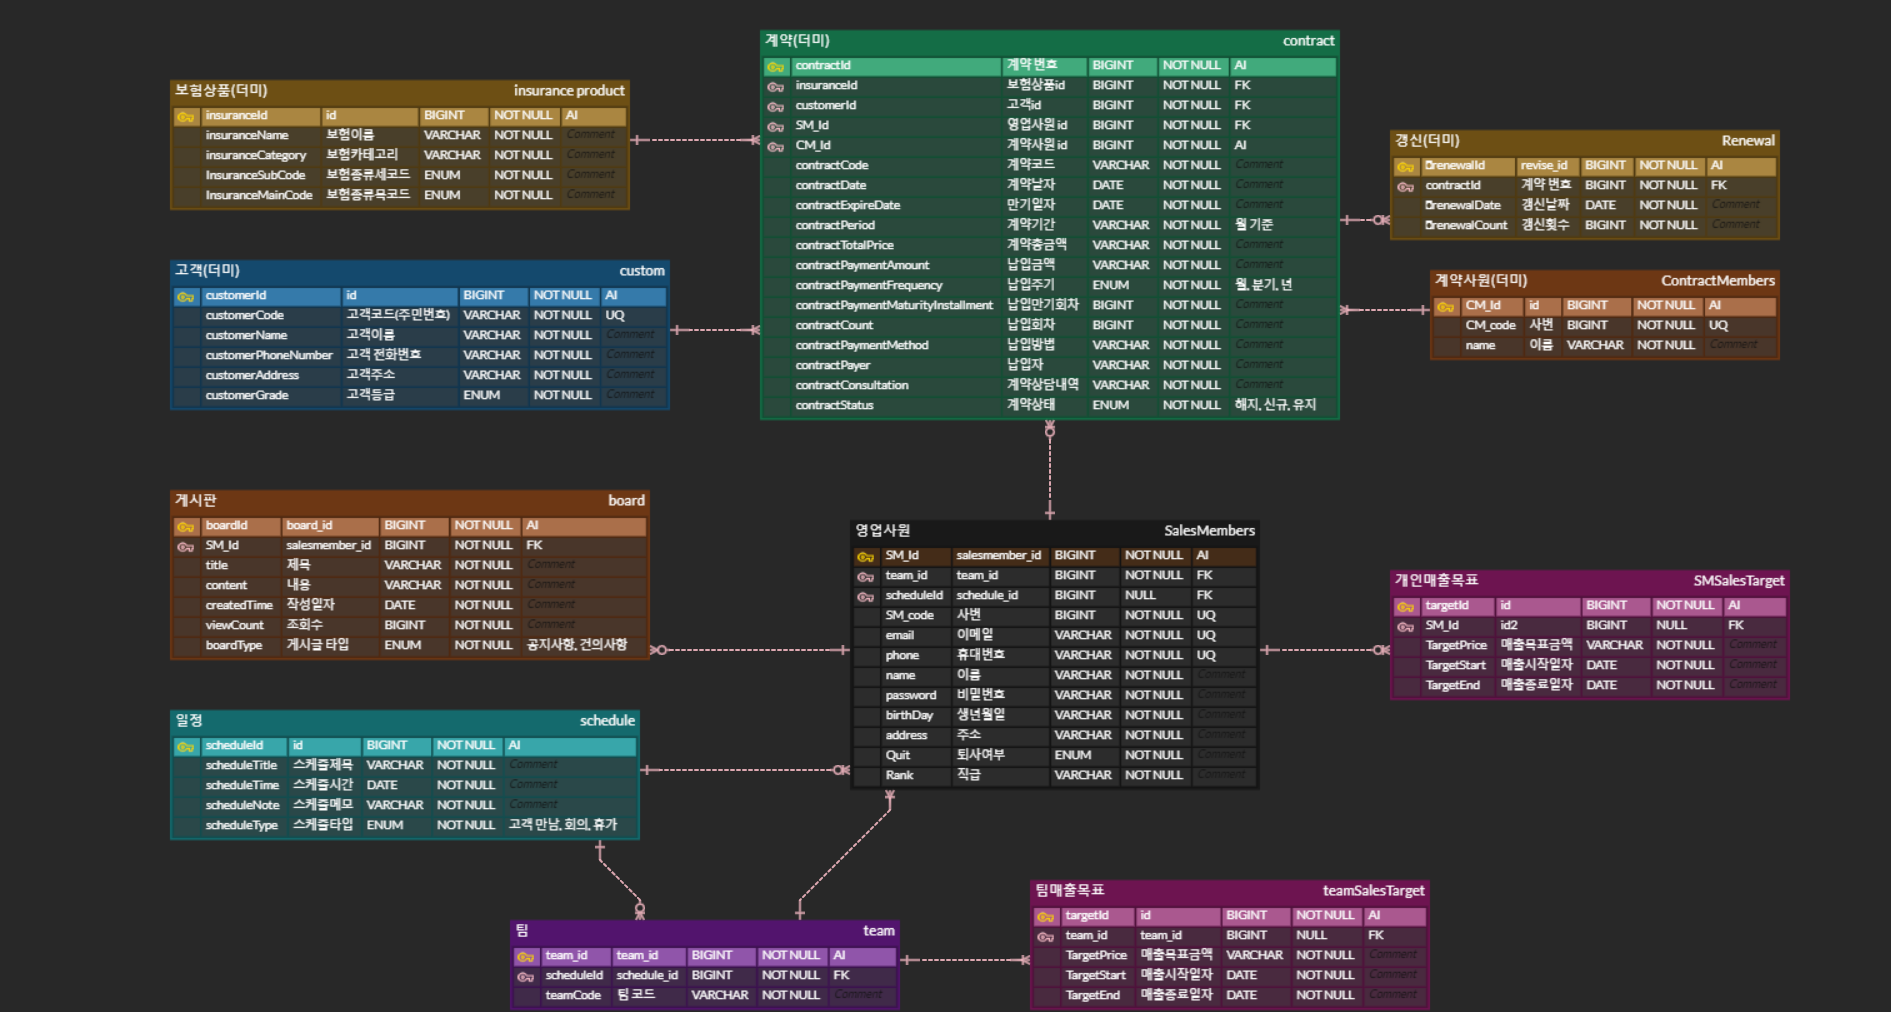 계약(더미) contract
contractId 계약 번호 BIGINT NOT NULL AI
insuranceId 보험상품id BIGINT NOT NULL FK
customerId 고객id BIGINT NOT NULL FK
SM_Id 영업사원 id BIGINT NOT NULL FK
CM_Id 계약사원 id BIGINT NOT NULL AI
contractCode 계약코드 VARCHAR NOT NULL Comment
contractDate 계약날자 DATE NOT NULL Comment
contractExpireDate 만기일자 DATE NOT NULL Comment
contractPeriod 계약기간 VARCHAR NOT NULL 월 기준
contractTotalPrice 계약총금액 VARCHAR NOT NULL Comment
contractPaymentAmount 납입금액 VARCHAR NOT NULL Comment
contractPaymentFrequency 납입주기 ENUM NOT NULL 월, 분기, 년
contractPaymentMaturityInstallment 납입만기회차 BIGINT NOT NULL Comment
contractCount 납입회차 BIGINT NOT NULL Comment
contractPaymentMethod 납입방법 VARCHAR NOT NULL Comment
contractPayer 납입자 VARCHAR NOT NULL Comment
contractConsultation 계약상담내역 VARCHAR NOT NULL Comment
contractStatus 계약상태 ENUM NOT NULL 해지, 신규, 유지
보험상품(더미) insurance product
insuranceId id BIGINT NOT NULL AI
insuranceName 보험이름 VARCHAR NOT NULL Comment
insuranceCategory 보험카테고리 VARCHAR NOT NULL Comment
InsuranceSubCode 보험종류세코드 ENUM NOT NULL Comment
InsuranceMainCode 보험종류목코드 ENUM NOT NULL Comment
갱신(더미) Renewal
renewalId revise_id BIGINT NOT NULL AI
contractId 계약 번호 BIGINT NOT NULL FK
renewalDate 갱신날짜 DATE NOT NULL Comment
renewalCount 갱신횟수 BIGINT NOT NULL Comment
고객(더미) custom
customerId id BIGINT NOT NULL AI
customerCode 고객코드(주민번호) VARCHAR NOT NULL UQ
customerName 고객이름 VARCHAR NOT NULL Comment
customerPhoneNumber 고객 전화번호 VARCHAR NOT NULL Comment
customerAddress 고객주소 VARCHAR NOT NULL Comment
customerGrade 고객등급 ENUM NOT NULL Comment
계약사원(더미) ContractMembers
CM_Id id BIGINT NOT NULL AI
CM_code 사번 BIGINT NOT NULL UQ
name 이름 VARCHAR NOT NULL Comment
게시판 board
boardId board_id BIGINT NOT NULL AI
SM_Id salesmember_id BIGINT NOT NULL FK
title 제목 VARCHAR NOT NULL Comment
content 내용 VARCHAR NOT NULL Comment
createdTime 작성일자 DATE NOT NULL Comment
viewCount 조회수 BIGINT NOT NULL Comment
boardType 게시글 타입 ENUM NOT NULL 공지사항, 건의사항
영업사원 SalesMembers
SM_Id salesmember_id BIGINT NOT NULL AI
team_id team_id BIGINT NOT NULL FK
scheduleId schedule_id BIGINT NULL FK
SM_code 사번 BIGINT NOT NULL UQ
email 이메일 VARCHAR NOT NULL UQ
phone 휴대번호 VARCHAR NOT NULL UQ
name 이름 VARCHAR NOT NULL Comment
password 비밀번호 VARCHAR NOT NULL Comment
birthDay 생년월일 VARCHAR NOT NULL Comment
address 주소 VARCHAR NOT NULL Comment
Quit 퇴사여부 ENUM NOT NULL Comment
Rank 직급 VARCHAR NOT NULL Comment
개인매출목표 SMSalesTarget
targetId id BIGINT NOT NULL AI
SM_Id id2 BIGINT NULL FK
TargetPrice 매출목표금액 VARCHAR NOT NULL Comment
TargetStart 매출시작일자 DATE NOT NULL Comment
TargetEnd 매출종료일자 DATE NOT NULL Comment
일정 schedule
scheduleId id BIGINT NOT NULL AI
scheduleTitle 스케줄제목 VARCHAR NOT NULL Comment
scheduleTime 스케줄시간 DATE NOT NULL Comment
scheduleNote 스케줄메모 VARCHAR NOT NULL Comment
scheduleType 스케줄타입 ENUM NOT NULL 고객 만남, 회의, 휴가
팀 team
team_id team_id BIGINT NOT NULL AI
scheduleId schedule_id BIGINT NOT NULL FK
teamCode 팀 코드 VARCHAR NOT NULL Comment
팀매출목표 teamSalesTarget
targetId id BIGINT NOT NULL AI
team_id team_id BIGINT NULL FK
TargetPrice 매출목표금액 VARCHAR NOT NULL Comment
TargetStart 매출시작일자 DATE NOT NULL Comment
TargetEnd 매출종료일자 DATE NOT NULL Comment